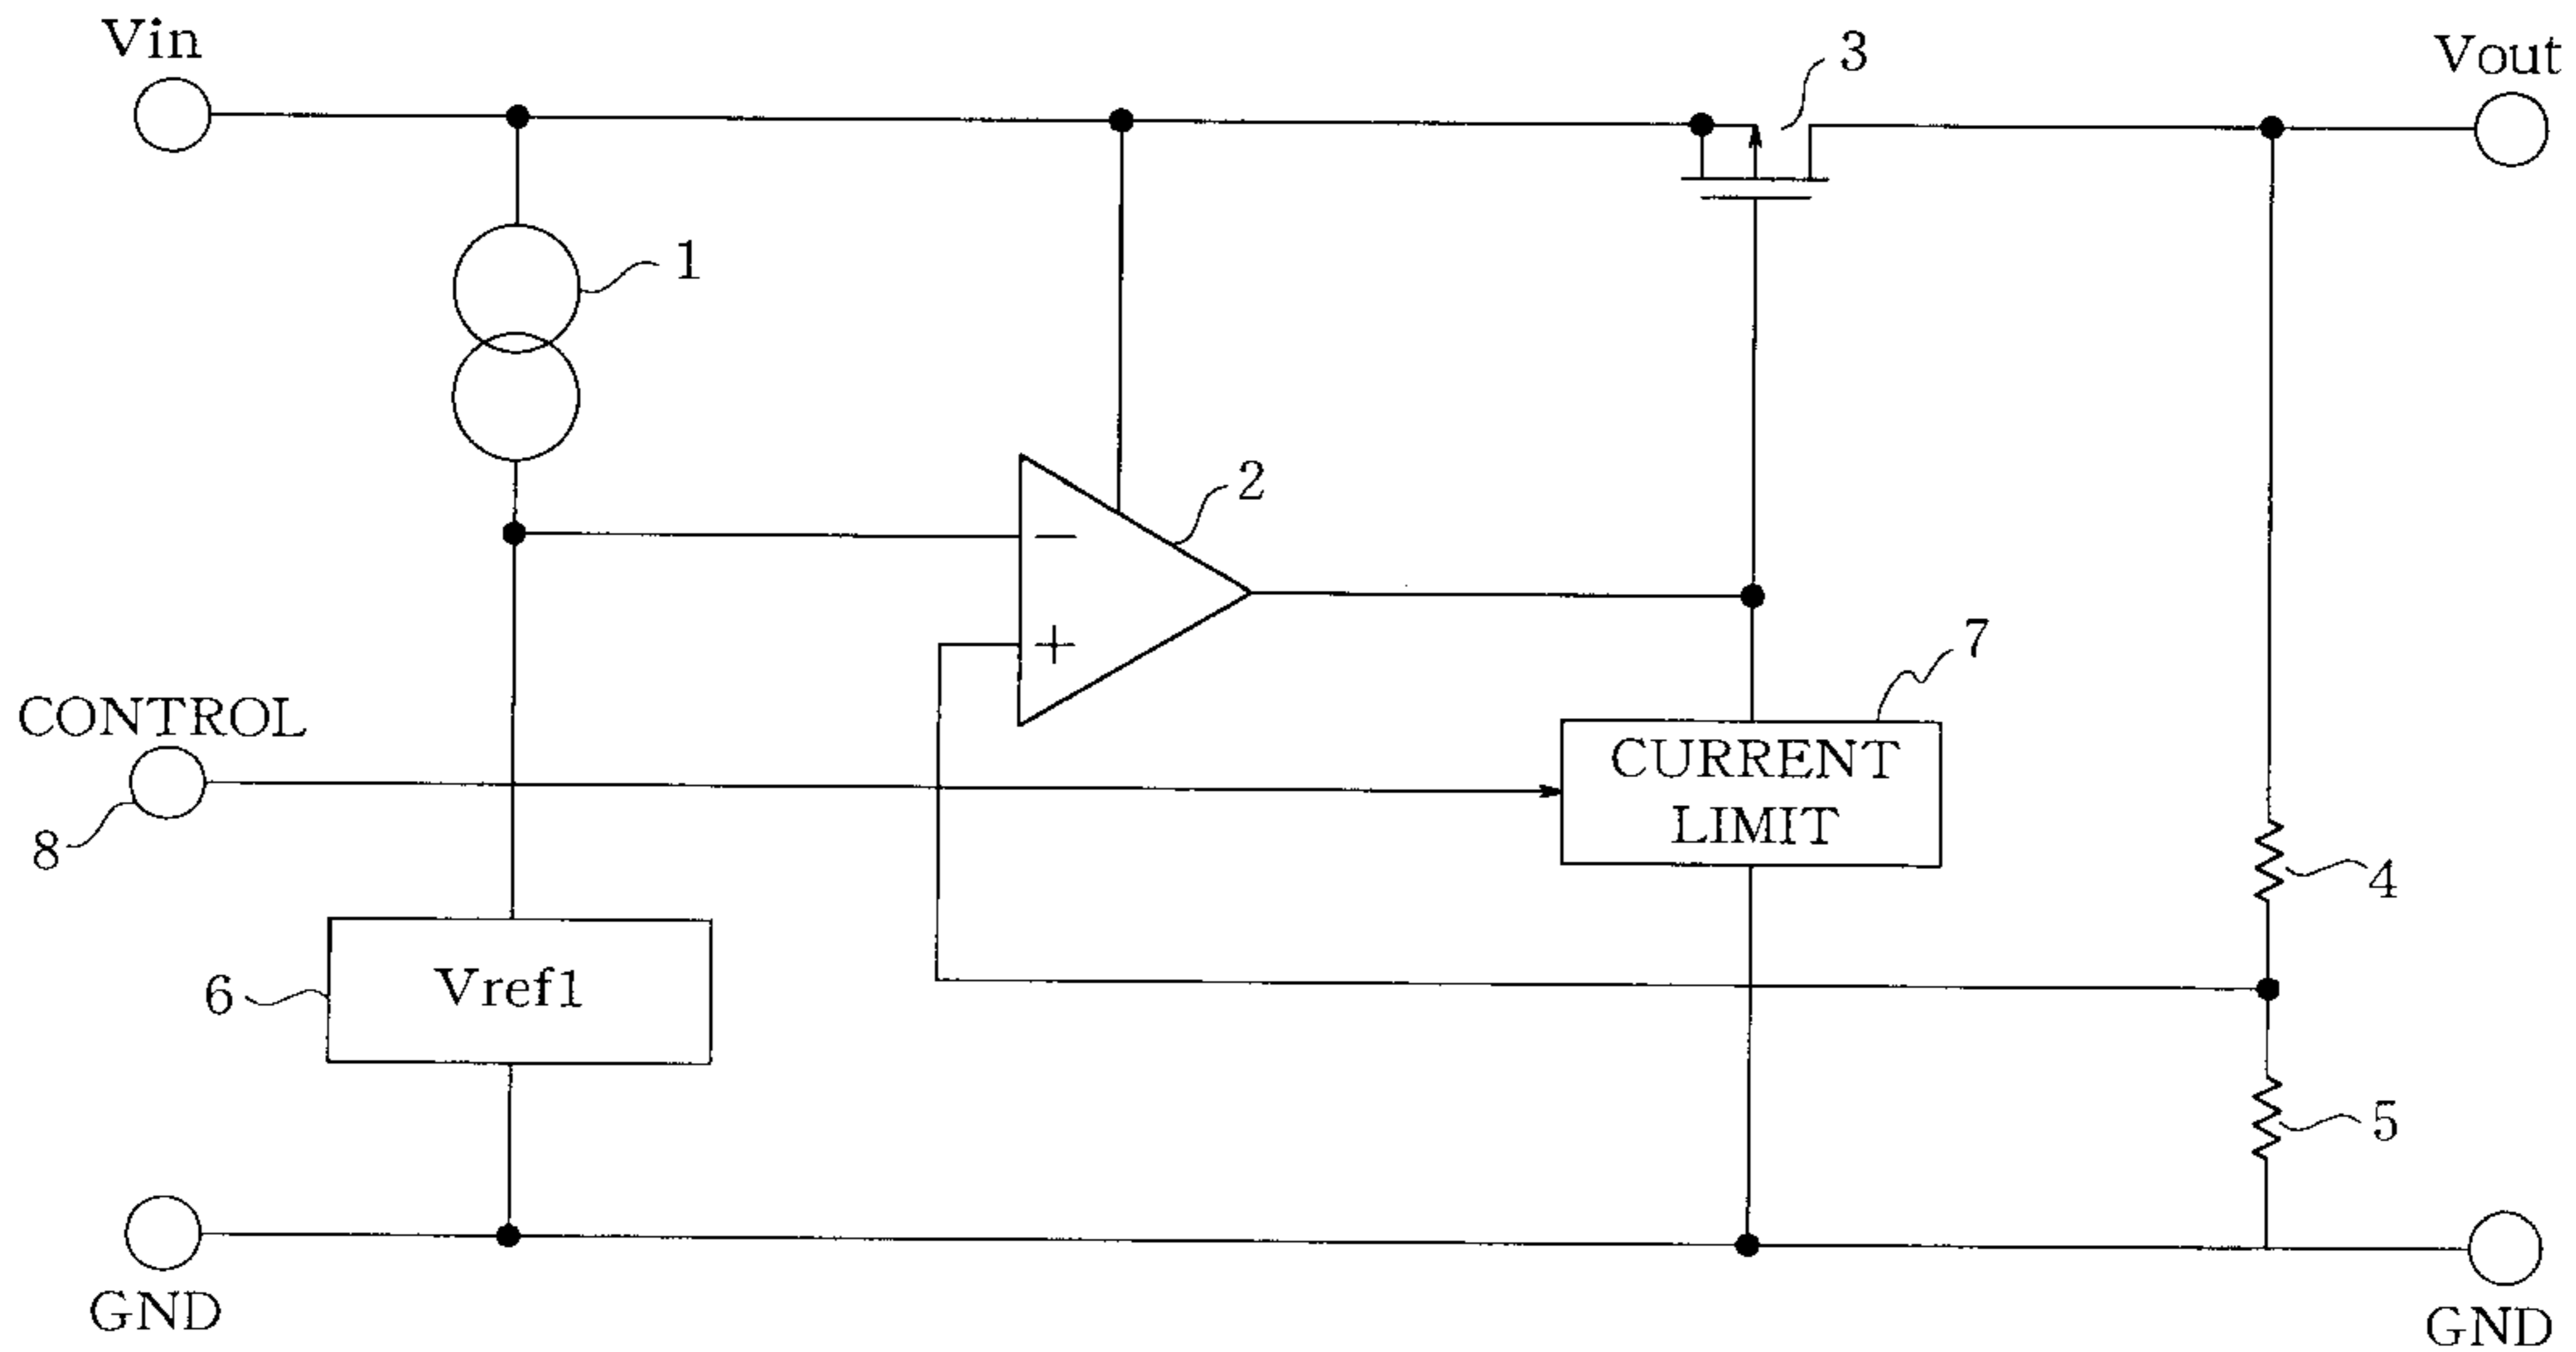 Vin
3
Vout
1
2
7
CONTROL
CURRENT
LIMIT
8
4
6
Vref1
5
GND
GND
−
+